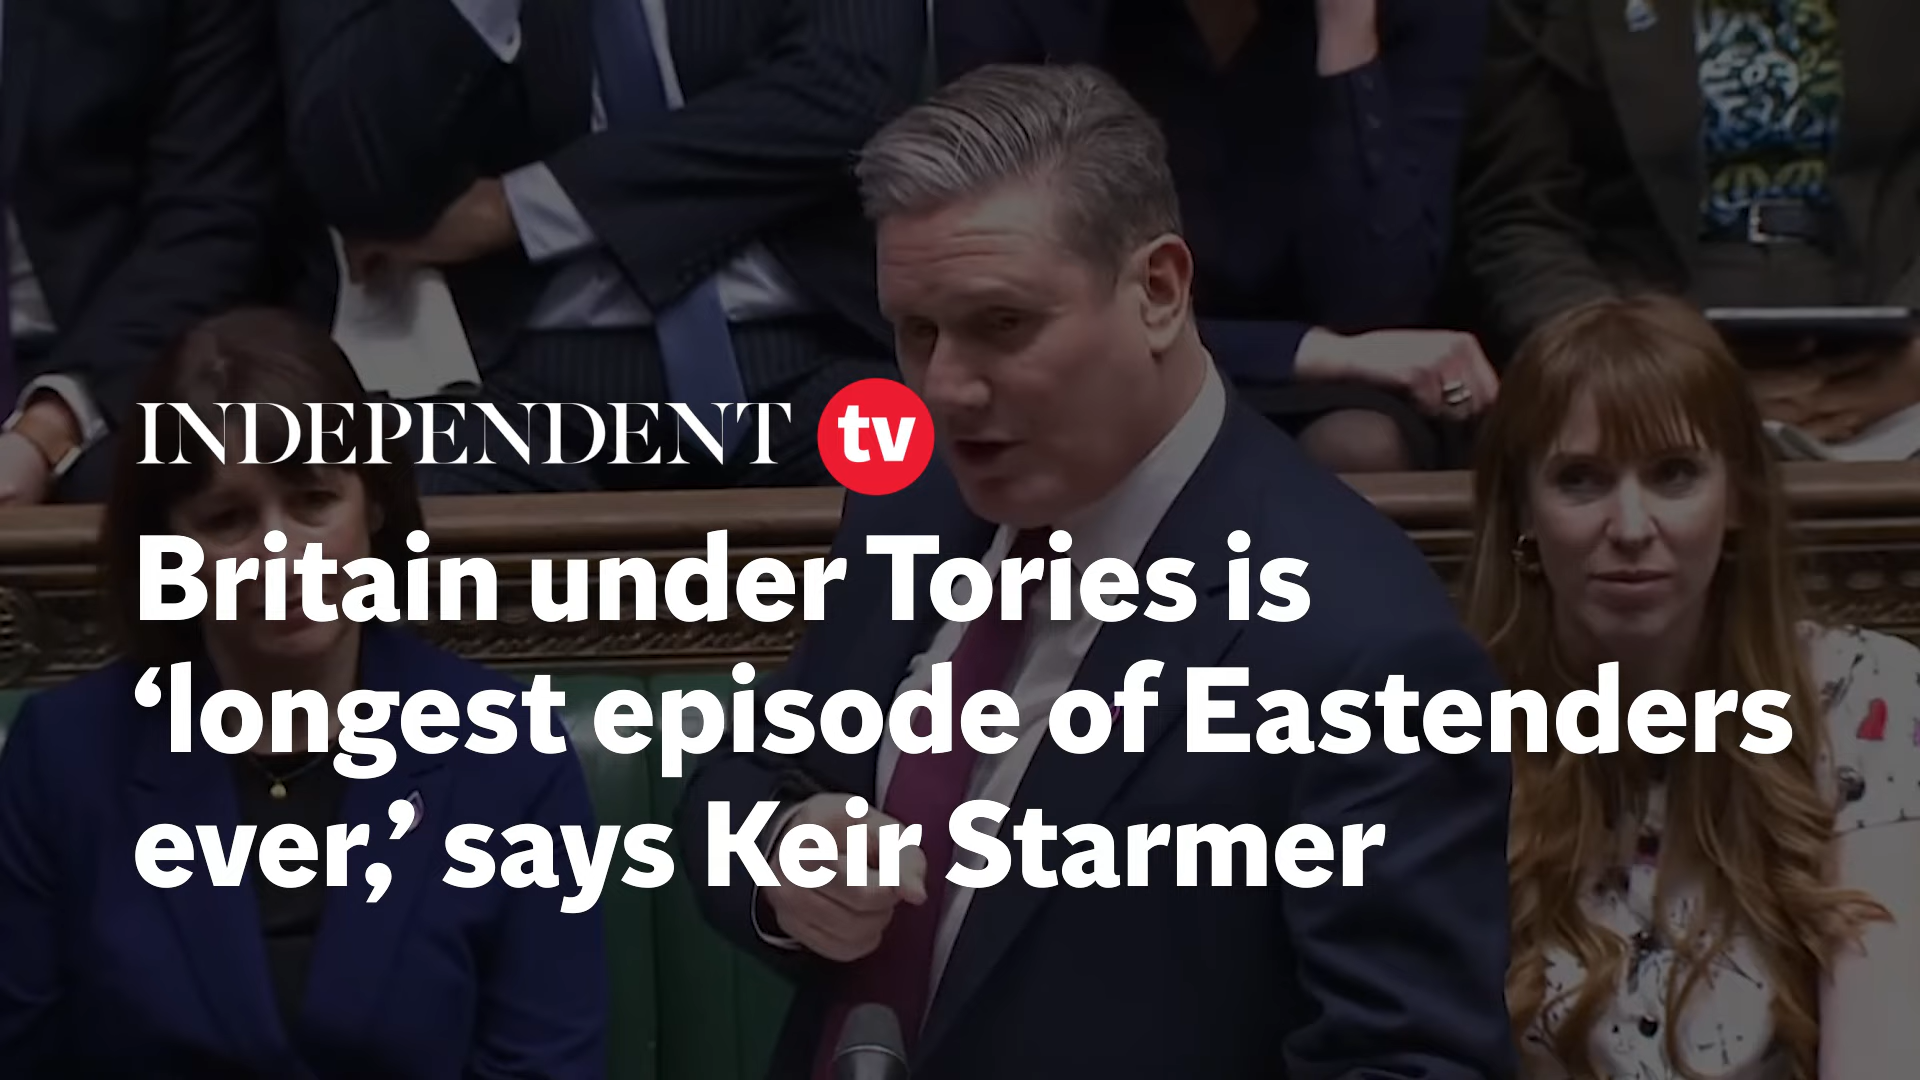 INDEPENDENT tv
Britain under Tories is
‘longest episode of Eastenders
ever,’ says Keir Starmer